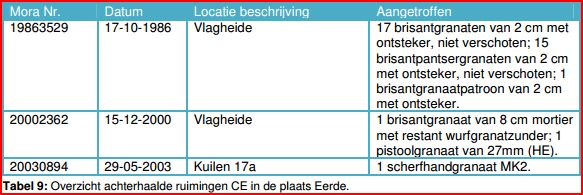 Mora Nr. Datum Locatie beschrijving Aangetroffen
19863529 17-10-1986 Vlagheide 17 brisantgranaten van 2 cm met
ontsteker, niet verschoten; 15
brisantpantsergranaten van 2
cm met ontsteker, niet
verschoten; 1
brisantgranaatpatroon van 2 cm
met ontsteker.
20002362 15-12-2000 Vlagheide 1 brisantgranaat van 8 cm mortier
met restant wurfgranatzunder; 1
pistoolgranaat van 27mm (HE).
20030894 29-05-2003 Kuilen 17a 1 scherfhandgranaat MK2.
Tabel 9: Overzicht achterhaalde ruimingen CE in de plaats Eerde.